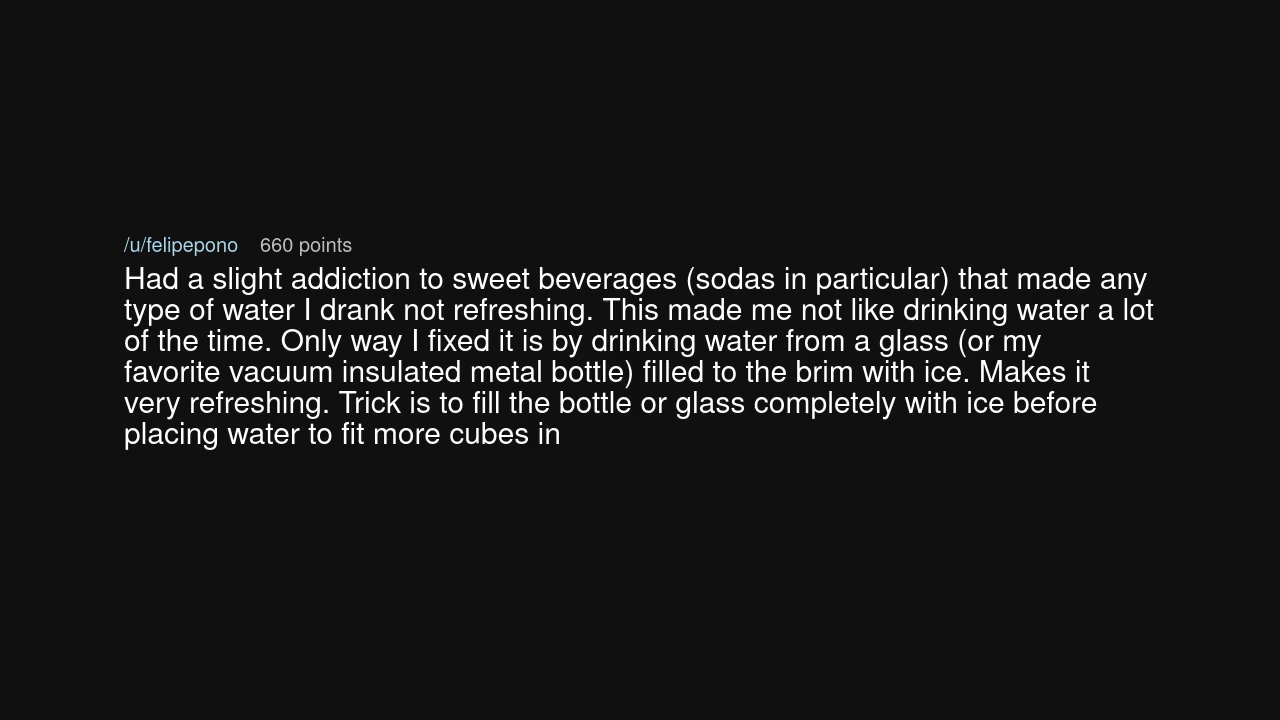 /u/felipepono 660 points
Had a slight addiction to sweet beverages (sodas in particular) that made any
type of water I drank not refreshing. This made me not like drinking water a lot
of the time. Only way I fixed it is by drinking water from a glass (or my
favorite vacuum insulated metal bottle) filled to the brim with ice. Makes it
very refreshing. Trick is to fill the bottle or glass completely with ice before
placing water to fit more cubes in